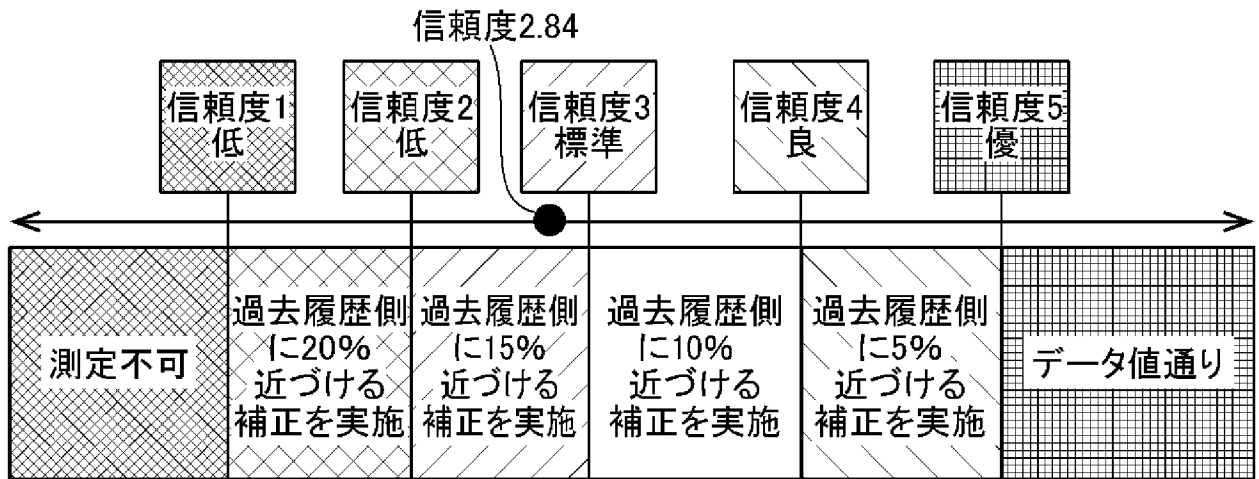 信頼度2.84
信頼度1
低
信頼度2
低
信頼度3
標準
信頼度4
良
信頼度5
優
測定不可
過去履歴側
に20%
近づける
補正を実施
過去履歴側
に15%
近づける
補正を実施
過去履歴側
に10%
近づける
補正を実施
過去履歴側
に5%
近づける
補正を実施
データ値通り